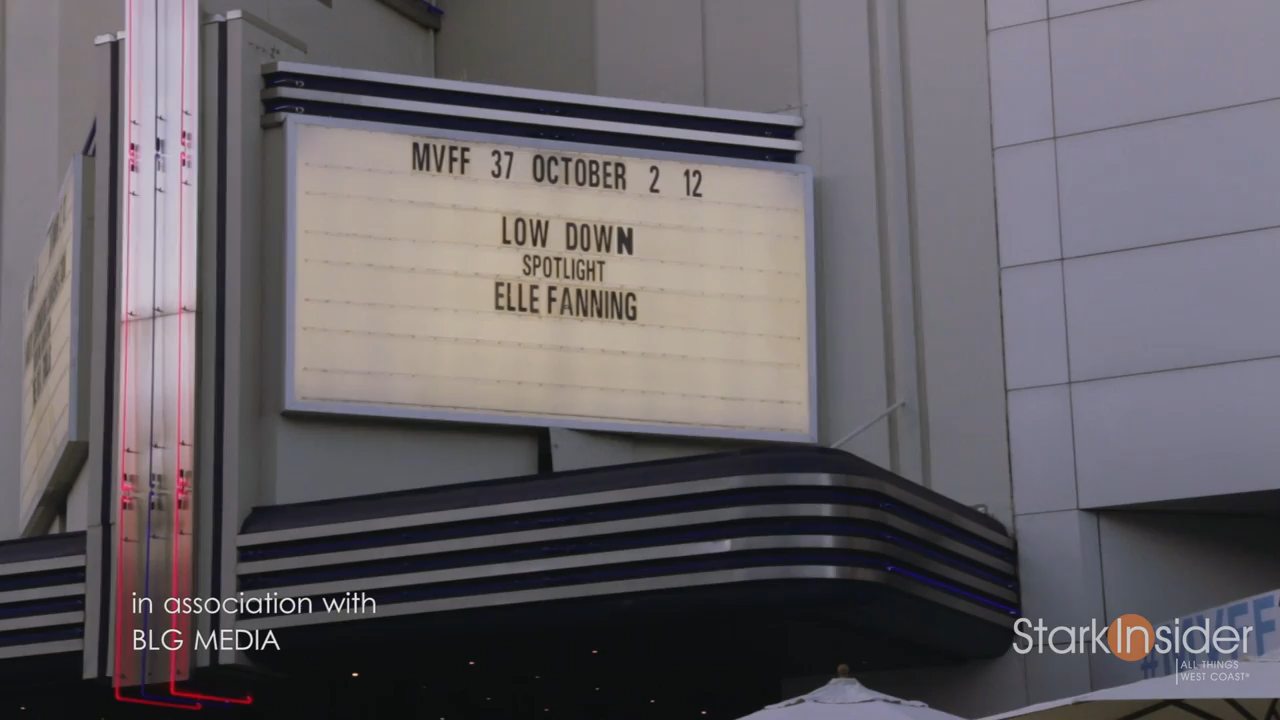 MVFF 37 OCTOBER 2 12
LOW DOWN
SPOTLIGHT
ELLE FANNING
in association with
BLG MEDIA
StarkInsider
ALL THINGS
WEST COAST®
#MVFF